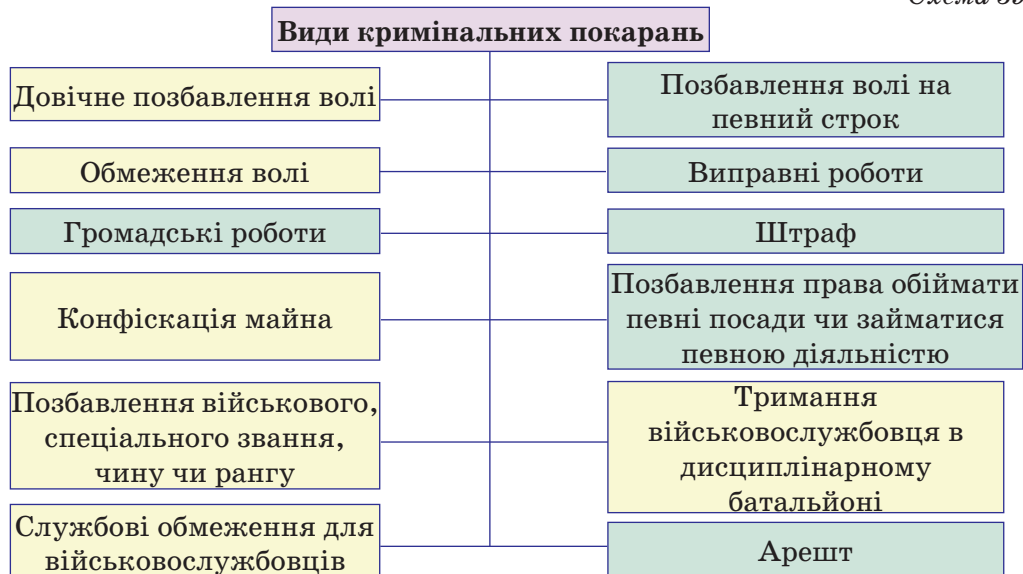 Види кримінальних покарань
Довічне позбавлення волі
Позбавлення волі на
певний строк
Обмеження волі
Виправні роботи
Громадські роботи
Штраф
Конфіскація майна
Позбавлення права обіймати
певні посади чи займатися
певною діяльністю
Позбавлення військового,
спеціального звання,
чину чи рангу
Тримання
військовослужбовця в
дисциплінарному
батальйоні
Службові обмеження для
військовослужбовців
Арешт